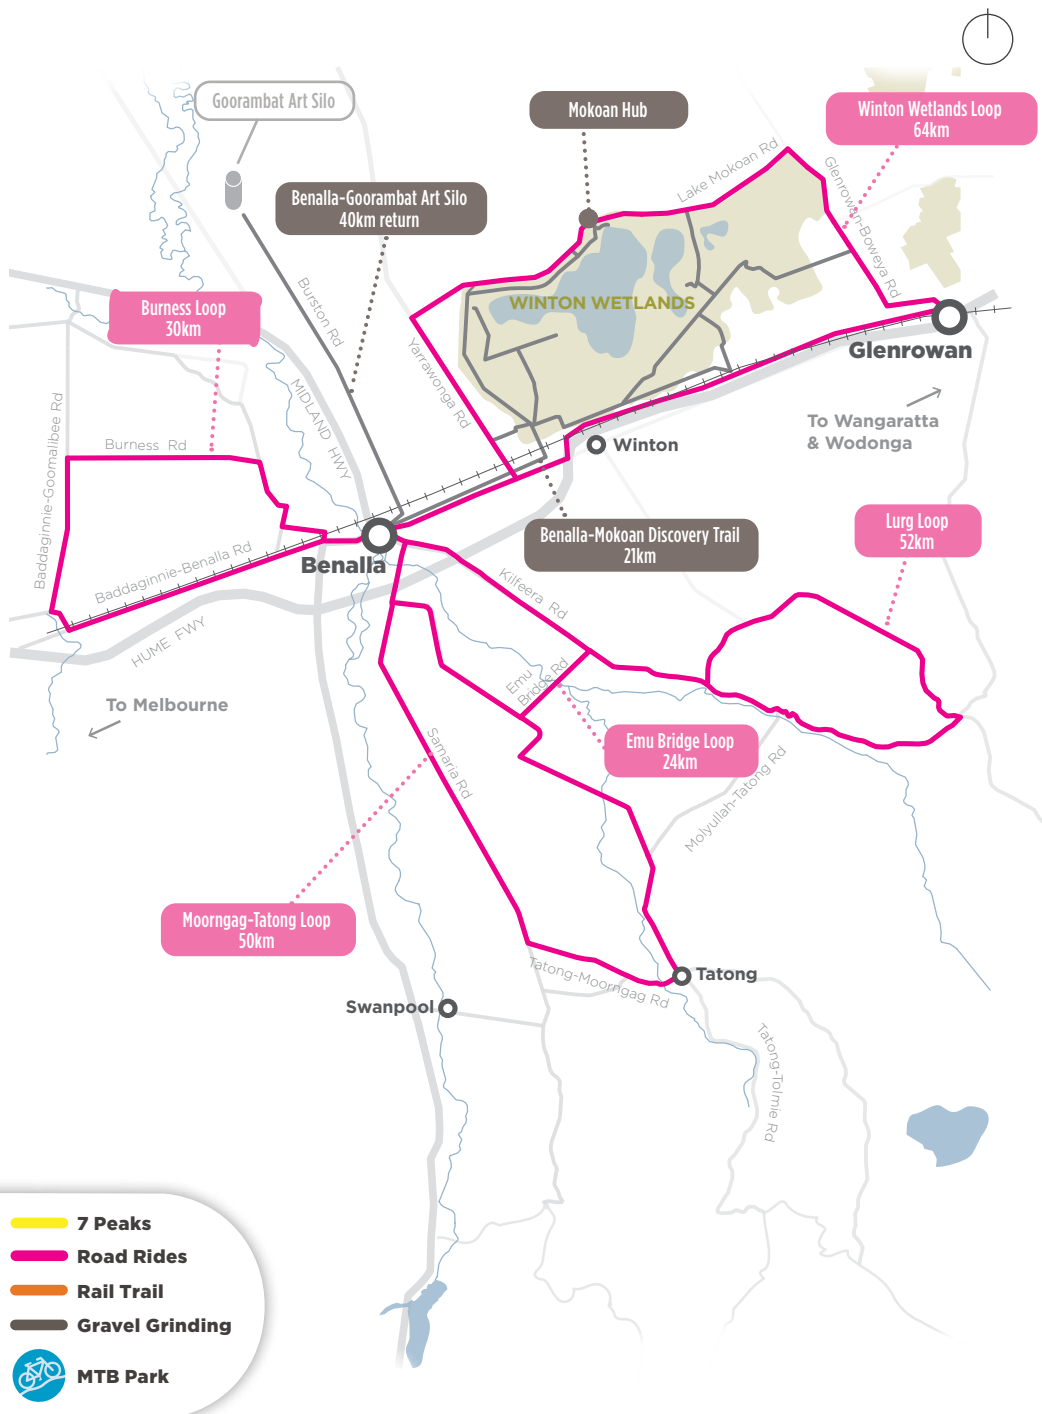 Goorambat Art Silo
Mokoan Hub
Winton Wetlands Loop
64km
Lake Mokoan Rd
Glenrowan-Boweya Rd
Benalla-Goorambat Art Silo
40km return
Burston Rd
Burness Loop
30km
WINTON WETLANDS
Yarrawonga Rd
Glenrowan
MIDLAND HWY
To Wangaratta
& Wodonga
Baddaginnie-Goomalibee Rd
Burness Rd
Winton
Benalla-Mokoan Discovery Trail
21km
Lurg Loop
52km
Baddaginnie-Benalla Rd
Benalla
Kilfeera Rd
HUME FWY
Emu
Bridge Rd
To Melbourne
Samaria Rd
Emu Bridge Loop
24km
Molyullah-Tatong Rd
Moorngag-Tatong Loop
50km
Tatong-Moorngag Rd
Tatong
Swanpool
Tatong-Tolmie Rd
7 Peaks
Road Rides
Rail Trail
Gravel Grinding
MTB Park